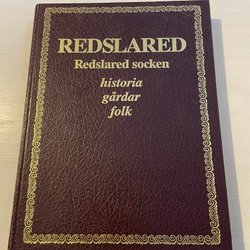 REDSLARED
Redslared socken
historia
gårdar
folk